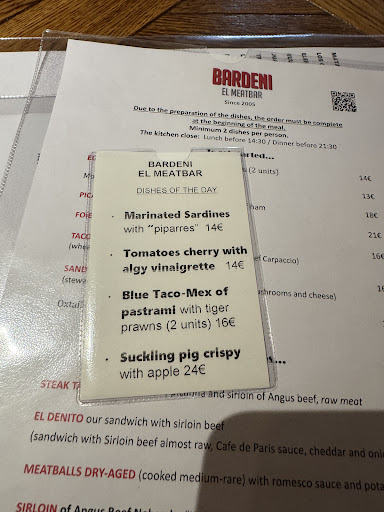 BARDENI
EL MEATBAR
Since 2005
Due to the preparation of the dishes, the order must be complete
at the beginning of the meal.
Minimum 2 dishes per person.
The kitchen close: Lunch before 14:30 / Dinner before 21:30
(2 units)
14€
13€
18€
21€
Carpaccio)
16€
and cheese)
BARDENI
EL MEATBAR
DISHES OF THE DAY
· Marinated Sardines
with "piparres" 14€
· Tomatoes cherry with
algy vinaigrette 14€
· Blue Taco-Mex of
pastrami with tiger
prawns (2 units) 16€
· Suckling pig crispy
with apple 24€
STEAK
and sirloin of Angus beef, raw meat
EL DENITO our sandwich with sirloin beef
(sandwich with Sirloin beef almost raw, Cafe de Paris sauce, cheddar and
MEATBALLS DRY-AGED (cooked medium-rare) with romesco sauce and
SIRLOIN of Angus Beef